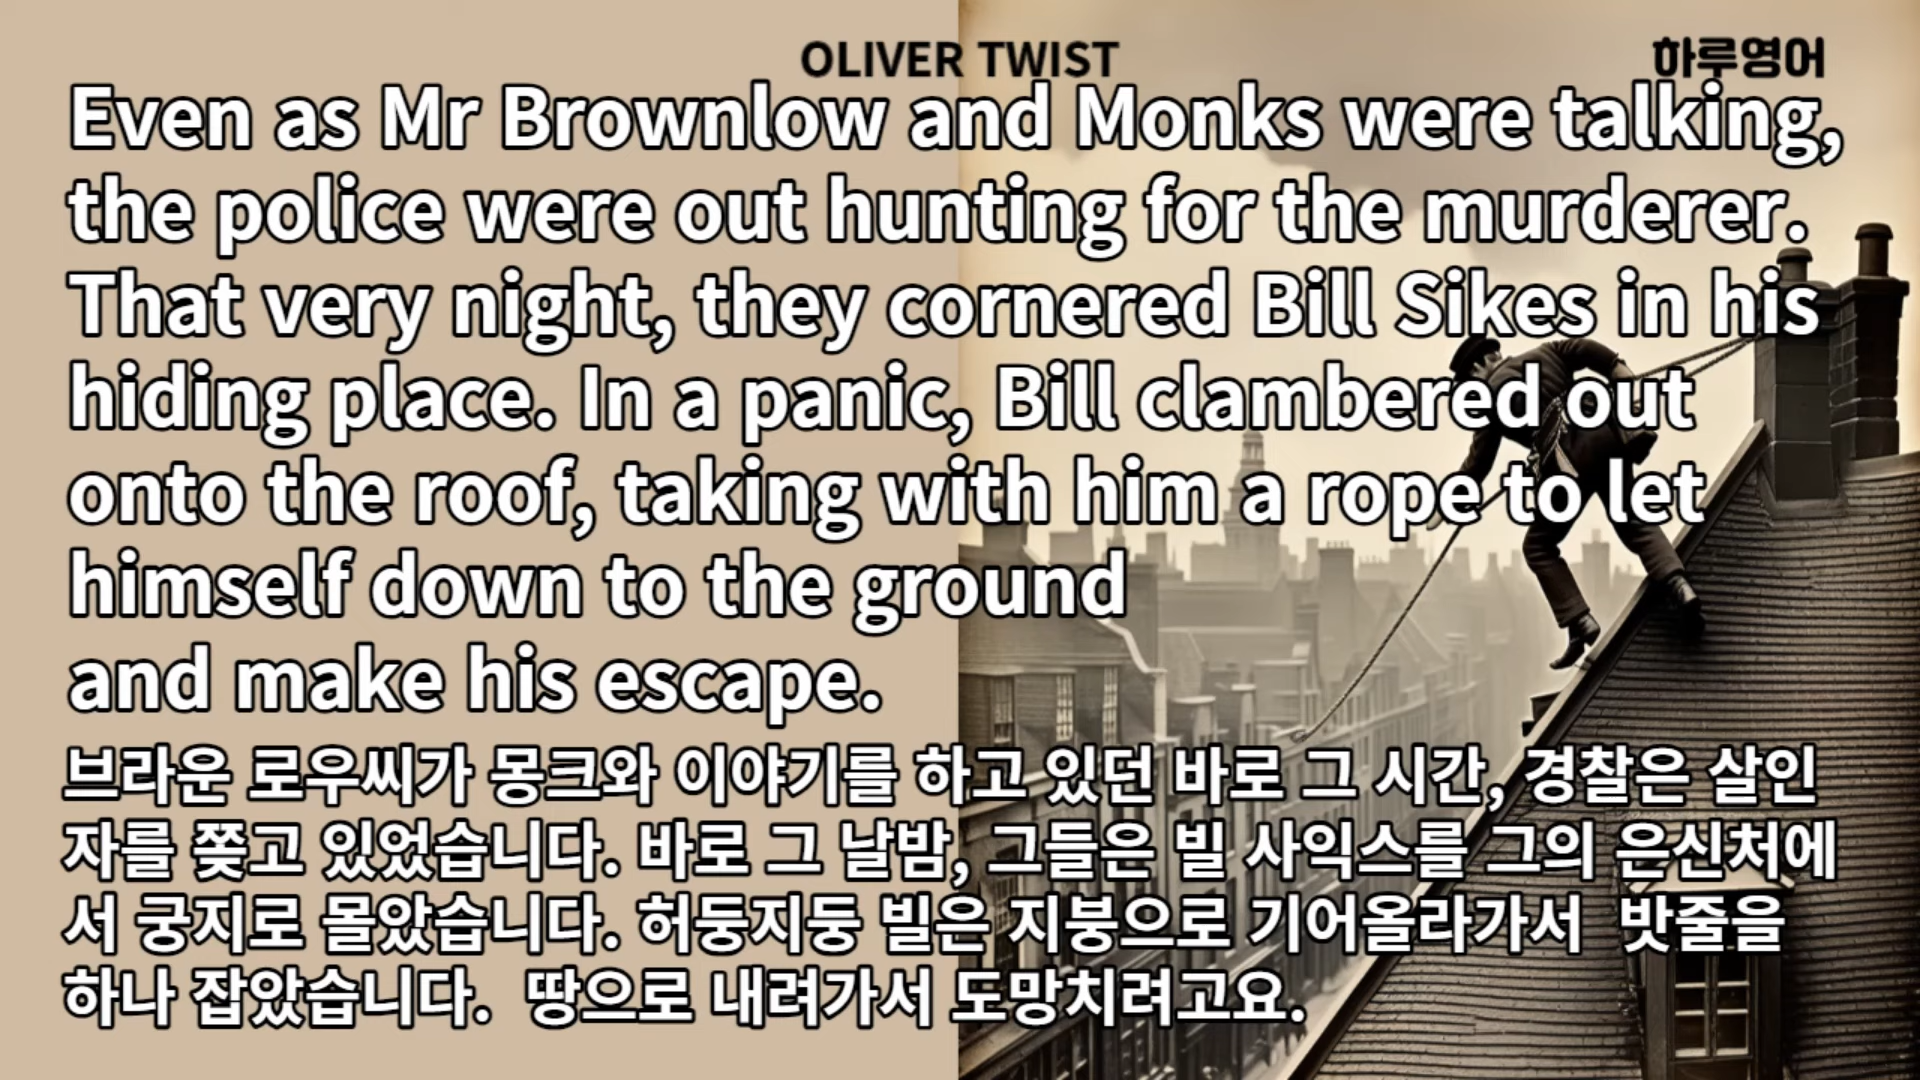 OLIVER TWIST
하루영어
Even as Mr Brownlow and Monks were talking,
the police were out hunting for the murderer.
That very night, they cornered Bill Sikes in his
hiding place. In a panic, Bill clambered out
onto the roof, taking with him a rope to let
himself down to the ground
and make his escape.
브라운 로우씨가 몽크와 이야기를 하고 있던 바로 그 시간, 경찰은 살인
자를 쫒고 있었습니다. 바로 그 날밤, 그들은 빌 사익스를 그의 은신처에
서 궁지로 몰았습니다. 허둥지둥 빌은 지붕으로 기어올라가서 밧줄을
하나 잡았습니다. 땅으로 내려가서 도망치려고요.